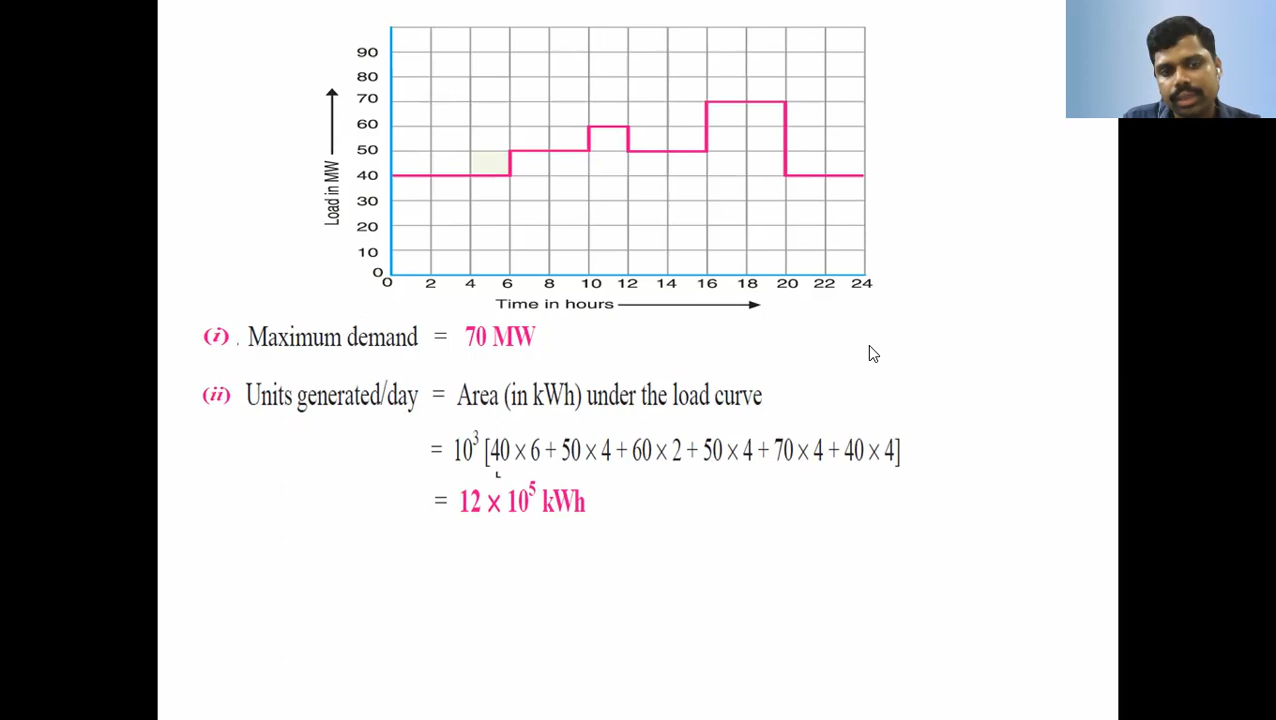 90
80
70
60
50
40
30
20
10
0
Load in MW
0 2 4 6 8 10 12 14 16 18 20 22 24
Time in hours
(i) . Maximum demand = 70 MW
(ii) Units generated/day = Area (in kWh) under the load curve
= 10³ [40 × 6 + 50 × 4 + 60 × 2 + 50 × 4 + 70 × 4 + 40 × 4]
= 12 × 10⁵ kWh